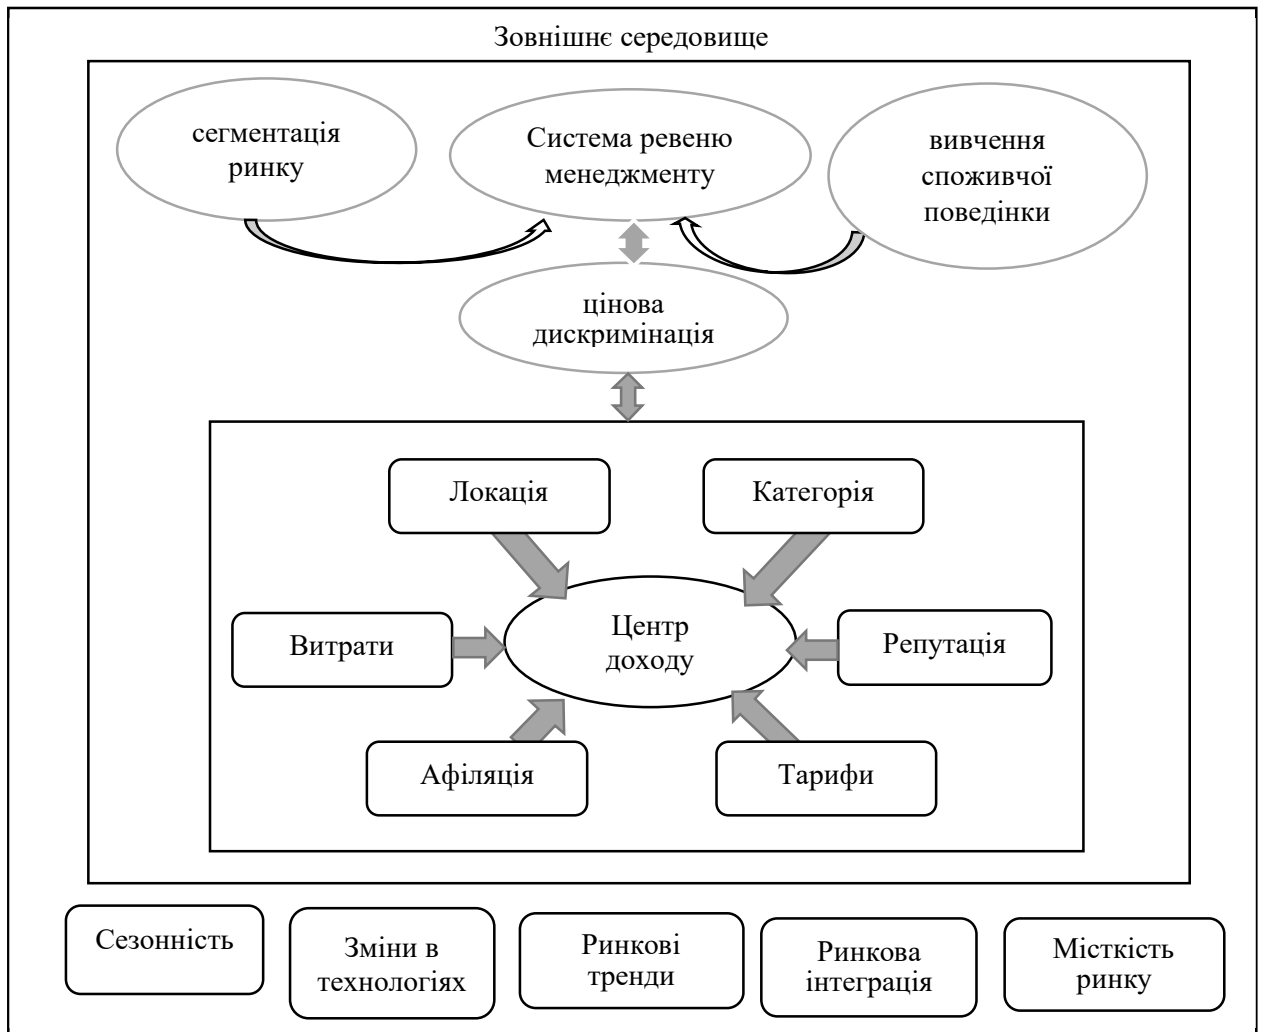 Зовнішнє середовище
сегментація
ринку
Система ревеню
менеджменту
вивчення
споживчої
поведінки
цінова
дискримінація
Локація
Категорія
Витрати
Центр
доходу
Репутація
Афіляція
Тарифи
Сезонність
Зміни в
технологіях
Ринкові
тренди
Ринкова
інтеграція
Місткість
ринку